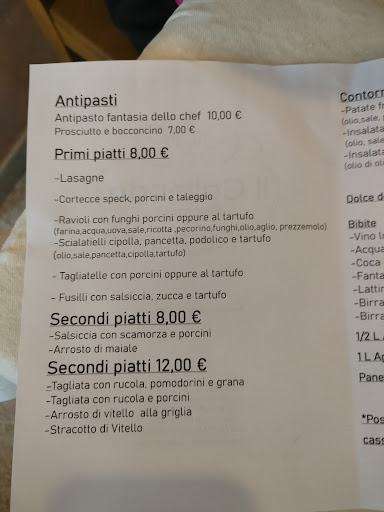 Antipasti
Antipasto fantasia dello chef 10,00 €
Prosciutto e bocconcino 7,00 €
Primi piatti 8,00 €
-Lasagne
-Cortecce speck, porcini e taleggio
-Ravioli con funghi porcini oppure al tartufo
(farina,acqua,uova,sale,ricotta ,pecorino,funghi,olio,aglio, prezzemolo)
-Scialatielli cipolla, pancetta, podolico e tartufo
(olio,sale,pancetta,cipolla,tartufo)
- Tagliatelle con porcini oppure al tartufo
- Fusilli con salsiccia, zucca e tartufo
Secondi piatti 8,00 €
-Salsiccia con scamorza e porcini
-Arrosto di maiale
Secondi piatti 12,00 €
-Tagliata con rucola, pomodorini e grana
-Tagliata con rucola e porcini
-Arrosto di vitello alla griglia
-Stracotto di Vitello
Contorn
-Patate fr
(olio,sale,
-Insalata
(olio, sale
-Insalata
(olio di ol
Dolce d
Bibite
-Vino l
-Acqua
-Coca
-Fanta
-Lattin
-Birra
-Birra
1/2 L
1 L A
Pane
*Pos
cass